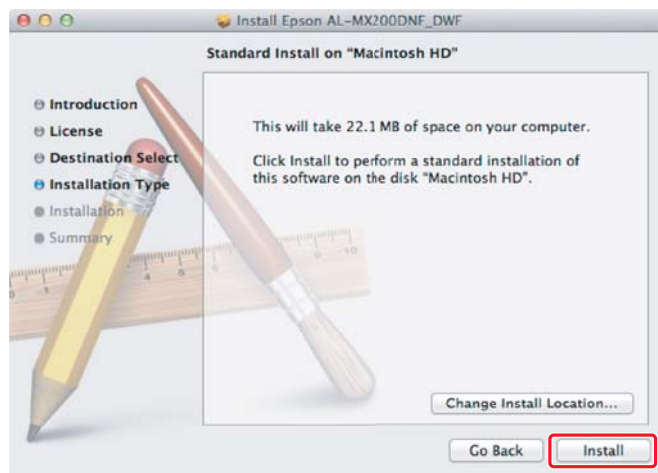 Install Epson AL-MX200DNF_DWF
Standard Install on "Macintosh HD"
Introduction
License
Destination Select
Installation Type
Installation
Summary
This will take 22.1 MB of space on your computer.
Click Install to perform a standard installation of
this software on the disk "Macintosh HD".
Change Install Location...
Go Back
Install